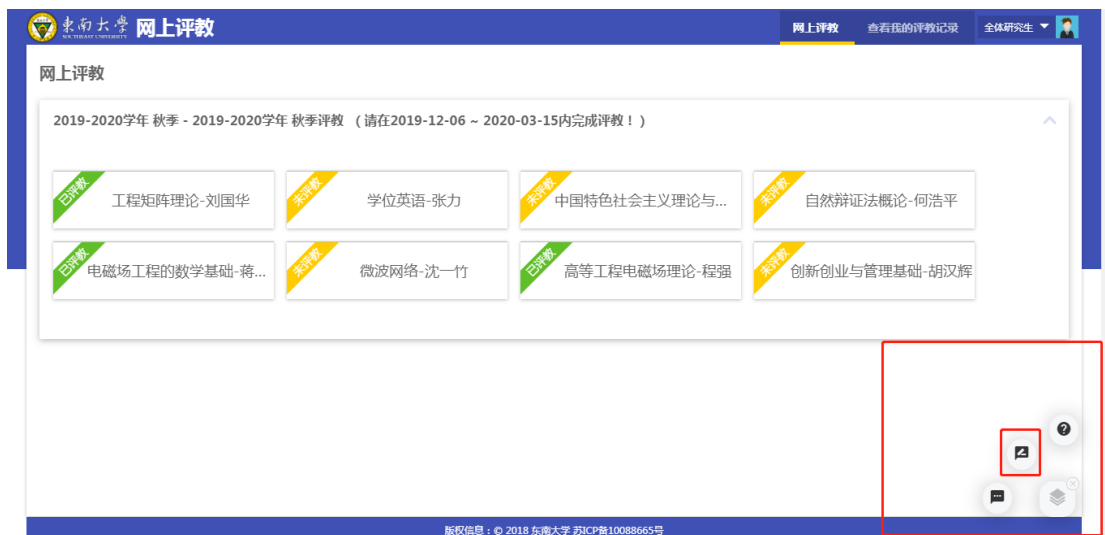 东南大学 网上评教
SOUTHEAST UNIVERSITY
网上评教 查看我的评教记录 全体研究生
网上评教
2019-2020学年 秋季 - 2019-2020学年 秋季评教 （请在2019-12-06 ~ 2020-03-15内完成评教！）
已评教 工程矩阵理论-刘国华
未评教 学位英语-张力
未评教 中国特色社会主义理论与...
未评教 自然辩证法概论-何浩平
已评教 电磁场工程的数学基础-蒋...
未评教 微波网络-沈一竹
已评教 高等工程电磁场理论-程强
未评教 创新创业与管理基础-胡汉辉
版权信息：© 2018 东南大学 苏ICP备10088665号